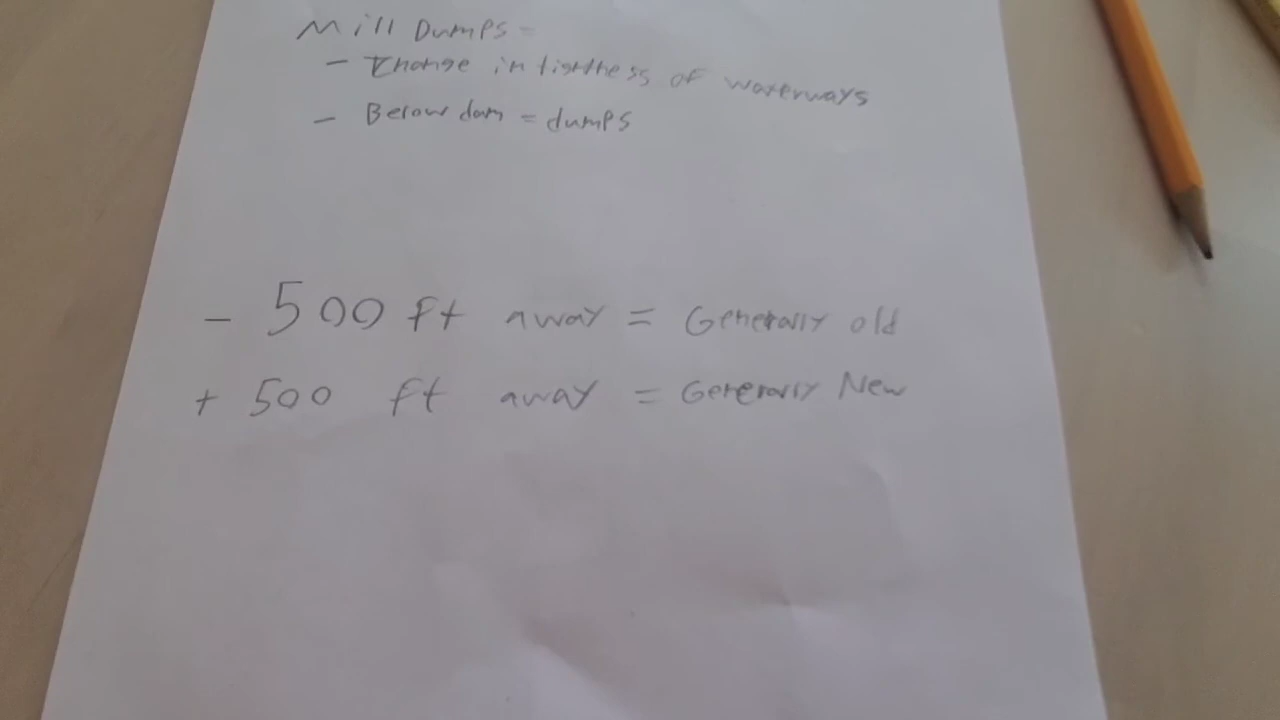 Mill Dumps =
- Change in tightness of waterways
- Below dam = dumps
- 500 ft away = Generally old
+ 500 ft away = Generally New